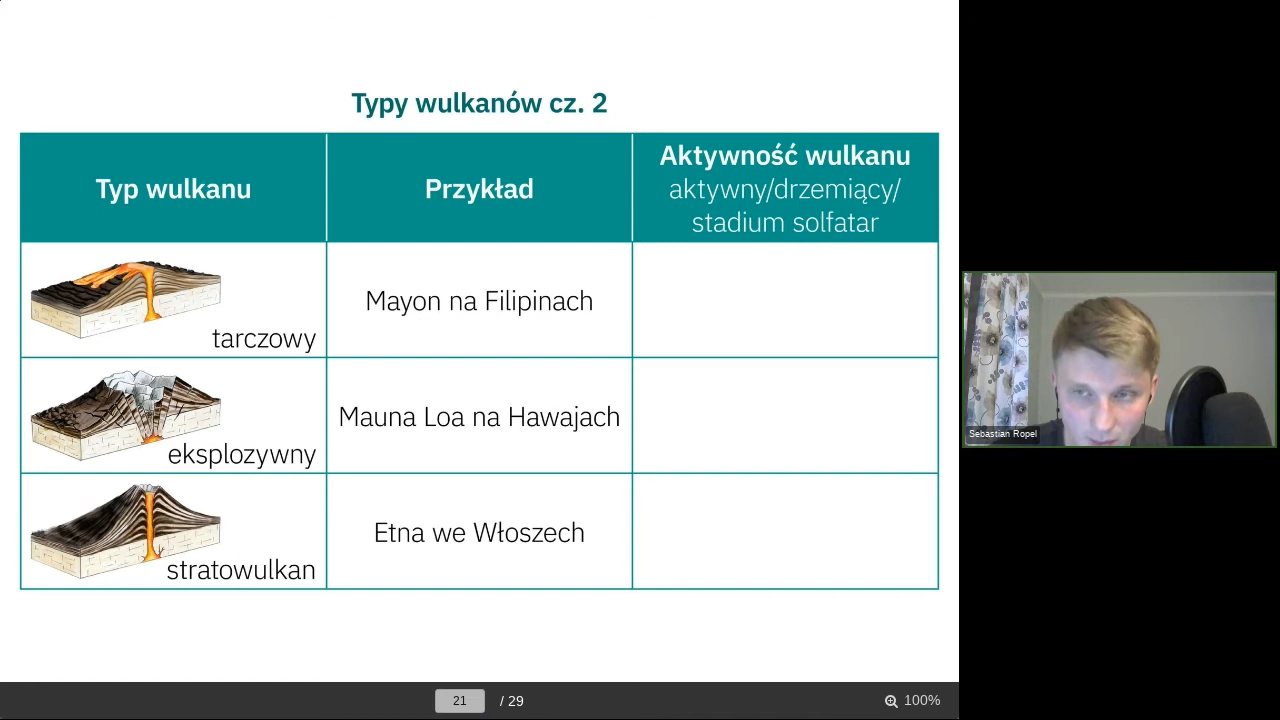 Typy wulkanów cz. 2
Typ wulkanu
Przykład
Aktywność wulkanu
aktywny/drzemiący/
stadium solfatar
tarczowy
Mayon na Filipinach
eksplozywny
Mauna Loa na Hawajach
stratowulkan
Etna we Włoszech
Sebastian Ropel
21 / 29
100%